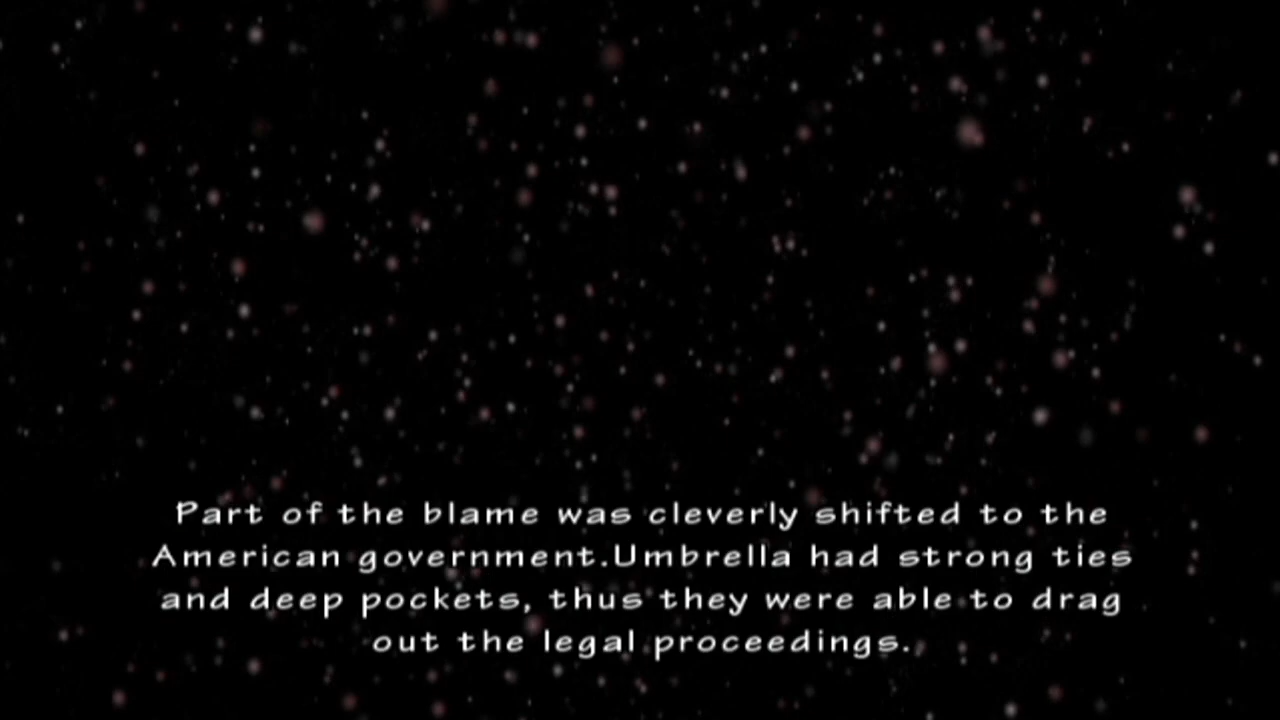 Part of the blame was cleverly shifted to the
American government.Umbrella had strong ties
and deep pockets, thus they were able to drag
out the legal proceedings.